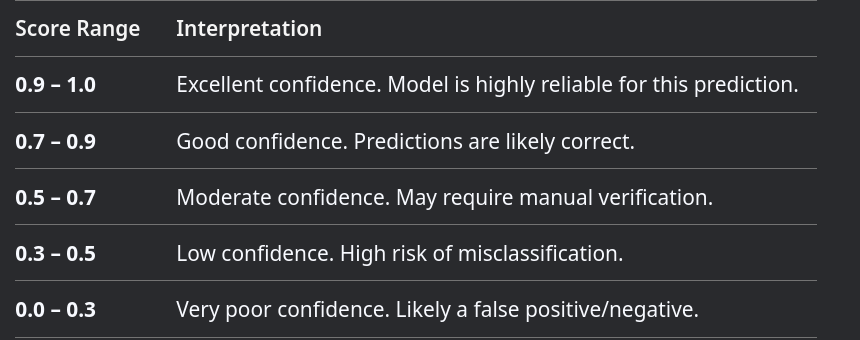 Score Range Interpretation
0.9 – 1.0 Excellent confidence. Model is highly reliable for this prediction.
0.7 – 0.9 Good confidence. Predictions are likely correct.
0.5 – 0.7 Moderate confidence. May require manual verification.
0.3 – 0.5 Low confidence. High risk of misclassification.
0.0 – 0.3 Very poor confidence. Likely a false positive/negative.